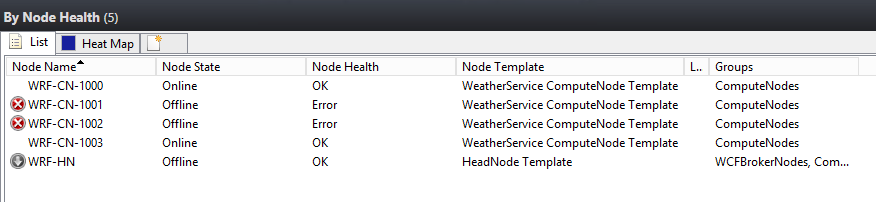 By Node Health (5)
List Heat Map
Node Name Node State Node Health Node Template L.. Groups
WRF-CN-1000 Online OK WeatherService ComputeNode Template ComputeNodes
WRF-CN-1001 Offline Error WeatherService ComputeNode Template ComputeNodes
WRF-CN-1002 Offline Error WeatherService ComputeNode Template ComputeNodes
WRF-CN-1003 Online OK WeatherService ComputeNode Template ComputeNodes
WRF-HN Offline OK HeadNode Template WCFBrokerNodes, Com...